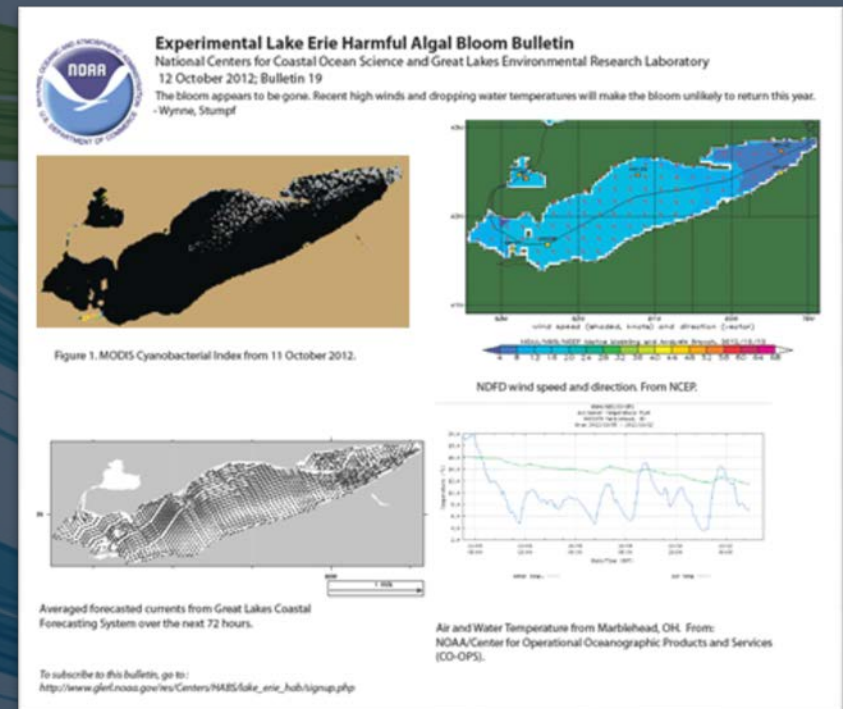 NOAA
NATIONAL OCEANIC AND ATMOSPHERIC ADMINISTRATION
U.S. DEPARTMENT OF COMMERCE
Experimental Lake Erie Harmful Algal Bloom Bulletin
National Centers for Coastal Ocean Science and Great Lakes Environmental Research Laboratory
12 October 2012; Bulletin 19
The bloom appears to be gone. Recent high winds and dropping water temperatures will make the bloom unlikely to return this year.
- Wynne, Stumpf
wind speed (shaded, knots) and direction (vector)
4 8 12 16 20 24 28 32 36 40 44 48 52 56 60 64 68
Figure 1. MODIS Cyanobacterial Index from 11 October 2012.
NDFD wind speed and direction. From NCEP.
Averaged forecasted currents from Great Lakes Coastal
Forecasting System over the next 72 hours.
Air and Water Temperature from Marblehead, OH. From:
NOAA/Center for Operational Oceanographic Products and Services
(CO-OPS).
To subscribe to this bulletin, go to :
http://www.glerl.noaa.gov/res/Centers/HABS/lake_erie_hab/signup.php